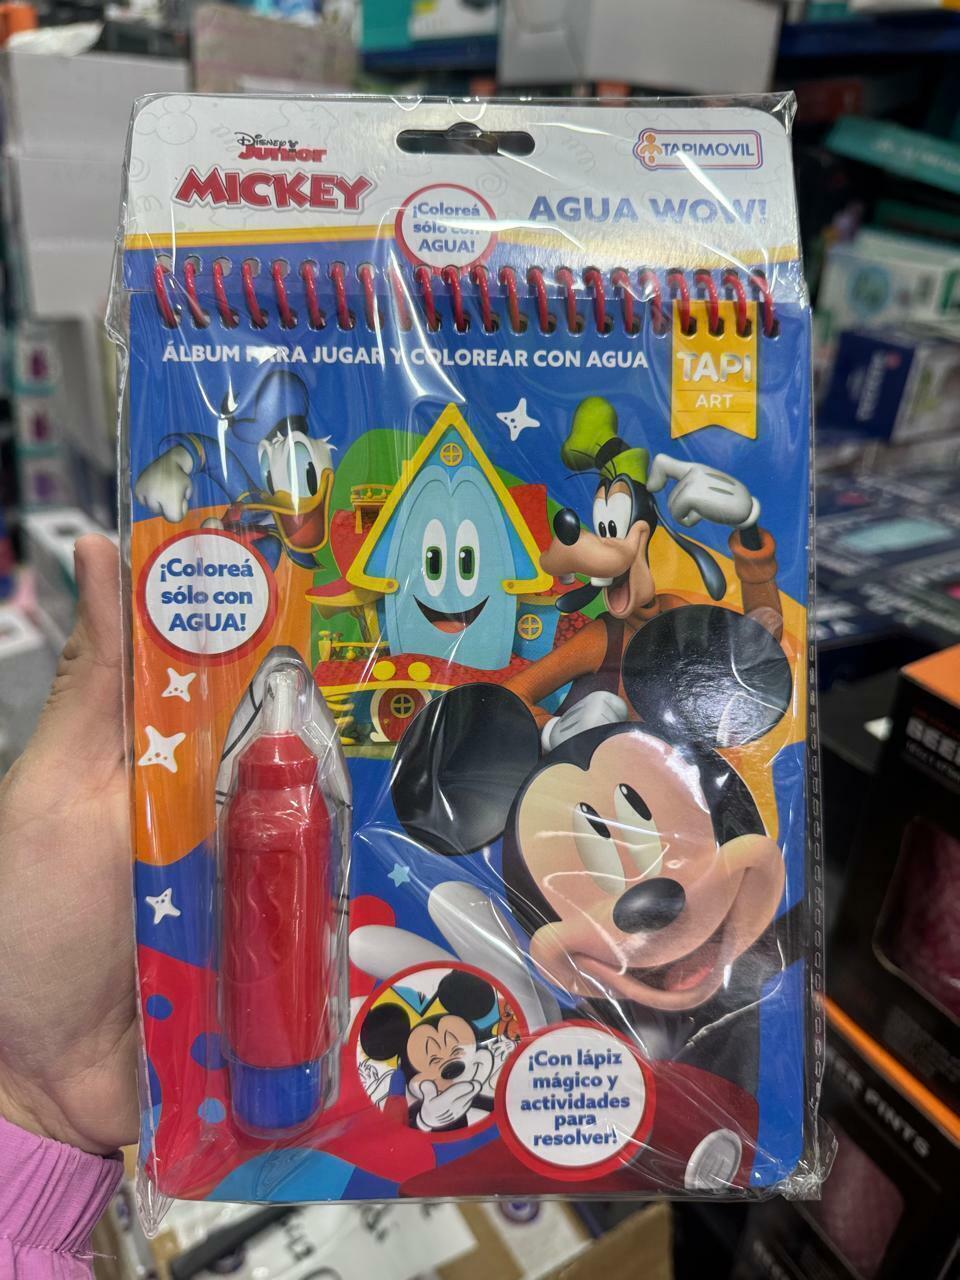 Disney
Junior
MICKEY
TAPIMOVIL
¡Coloreá
sólo con
AGUA!
AGUA WOW!
ÁLBUM PARA JUGAR Y COLOREAR CON AGUA
TAPI
ART
¡Coloreá
sólo con
AGUA!
¡Con lápiz
mágico y
actividades
para
resolver!